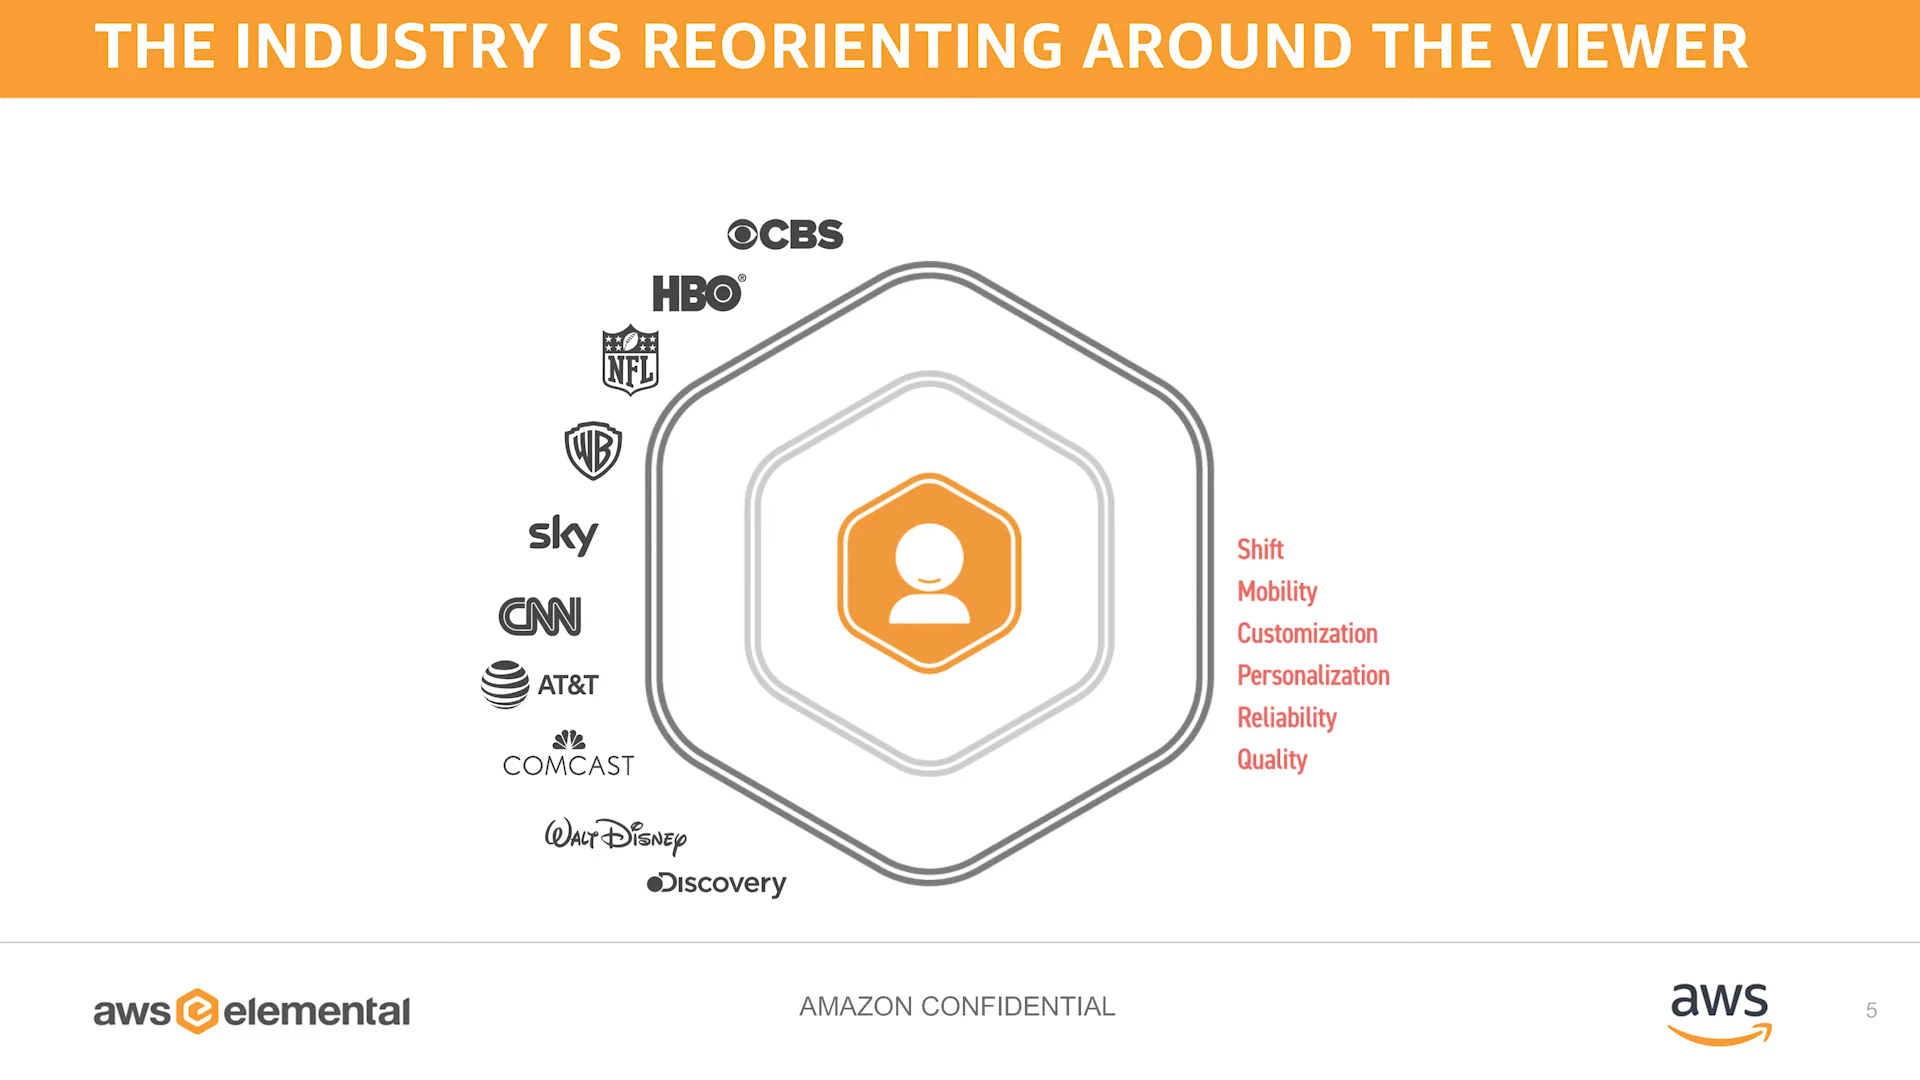 THE INDUSTRY IS REORIENTING AROUND THE VIEWER
CBS
HBO®
NFL
WB
sky
CNN
AT&T
COMCAST
WALT DISNEY
Discovery
Shift
Mobility
Customization
Personalization
Reliability
Quality
aws e elemental
AMAZON CONFIDENTIAL
aws
5